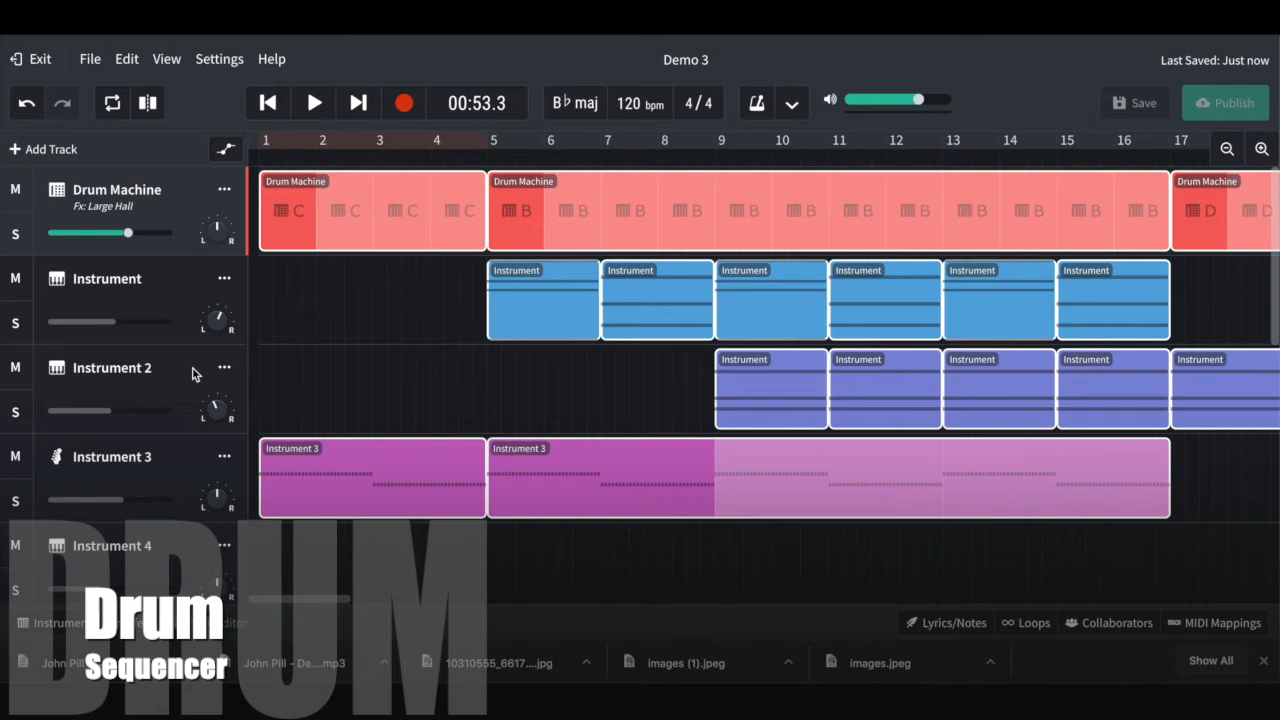 Exit File Edit View Settings Help Demo 3 Last Saved: Just now
00:53.3 B♭ maj 120 bpm 4/4 Save Publish
+ Add Track 1 2 3 4 5 6 7 8 9 10 11 12 13 14 15 16 17
M Drum Machine ... Drum Machine Drum Machine Drum Machine
Fx: Large Hall C C C C B B B B B B B B B B B B D D
S L R
M Instrument ... Instrument Instrument Instrument Instrument Instrument Instrument
S L R
M Instrument 2 ... Instrument Instrument Instrument Instrument Instrument
S L R
M Instrument 3 ... Instrument 3 Instrument 3
S L R
M Instrument 4 ...
S L R
DRUM
Drum
Sequencer
Lyrics/Notes Loops Collaborators MIDI Mappings
John Pill - De....mp3 10310555_6617....jpg images (1).jpeg images.jpeg Show All